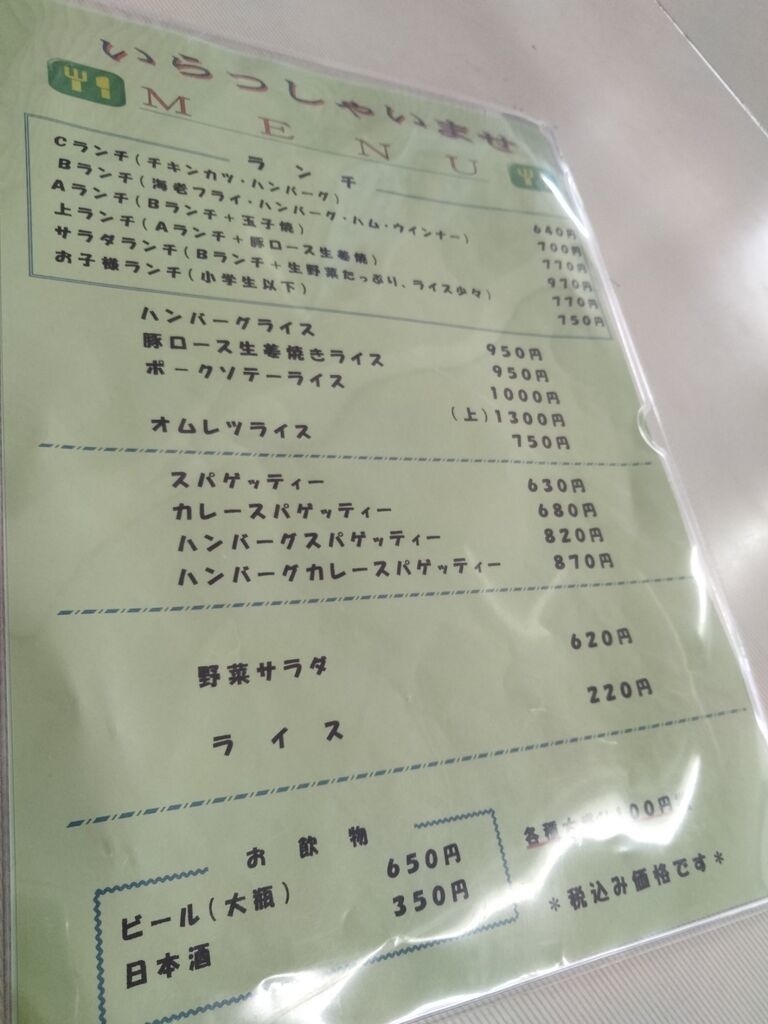 いらっしゃいませ
MENU
ランチ
Cランチ(チキンカツ・ハンバーグ) 640円
Bランチ(海老フライ・ハンバーグ・ハム・ウインナー) 700円
Aランチ(Bランチ+玉子焼) 770円
上ランチ(Aランチ+豚ロース生姜焼) 970円
サラダランチ(Bランチ+生野菜たっぷり、ライス少々) 770円
お子様ランチ(小学生以下) 750円
ハンバーグライス 950円
豚ロース生姜焼きライス 950円
ポークソテーライス 1000円
(上)1300円
オムレツライス 750円
スパゲッティー 630円
カレースパゲッティー 680円
ハンバーグスパゲッティー 820円
ハンバーグカレースパゲッティー 870円
野菜サラダ 620円
ライス 220円
お飲物
ビール(大瓶) 650円
日本酒 350円
各種
*税込み価格です*